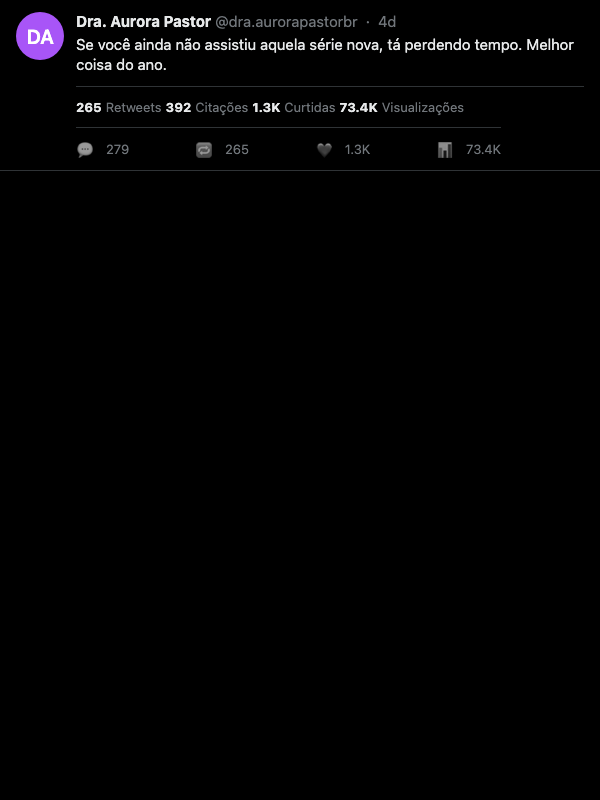 DA
Dra. Aurora Pastor @dra.aurorapastorbr · 4d
Se você ainda não assistiu aquela série nova, tá perdendo tempo. Melhor
coisa do ano.
265 Retweets 392 Citações 1.3K Curtidas 73.4K Visualizações
279 265 1.3K 73.4K